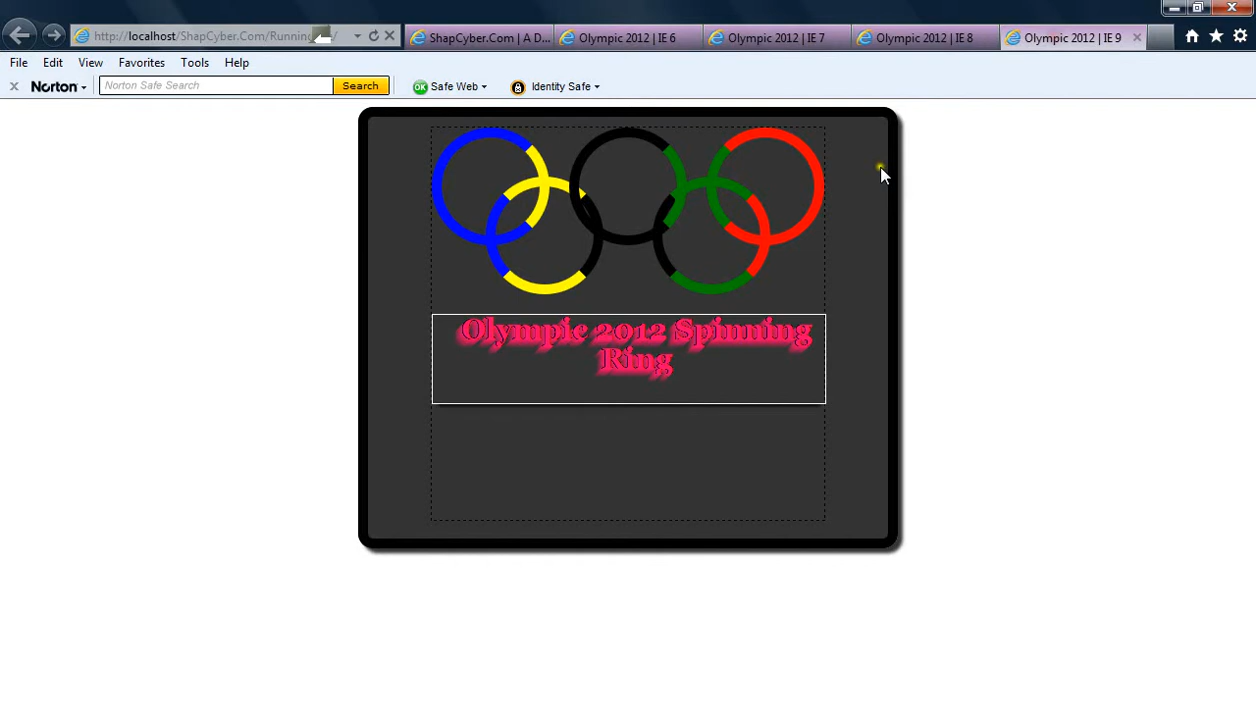 http://localhost/ShapCyber.Com/Running
ShapCyber.Com | A D...
Olympic 2012 | IE 6
Olympic 2012 | IE 7
Olympic 2012 | IE 8
Olympic 2012 | IE 9
File Edit View Favorites Tools Help
Norton Norton Safe Search Search OK Safe Web Identity Safe
Olympic 2012 Spinning
Ring